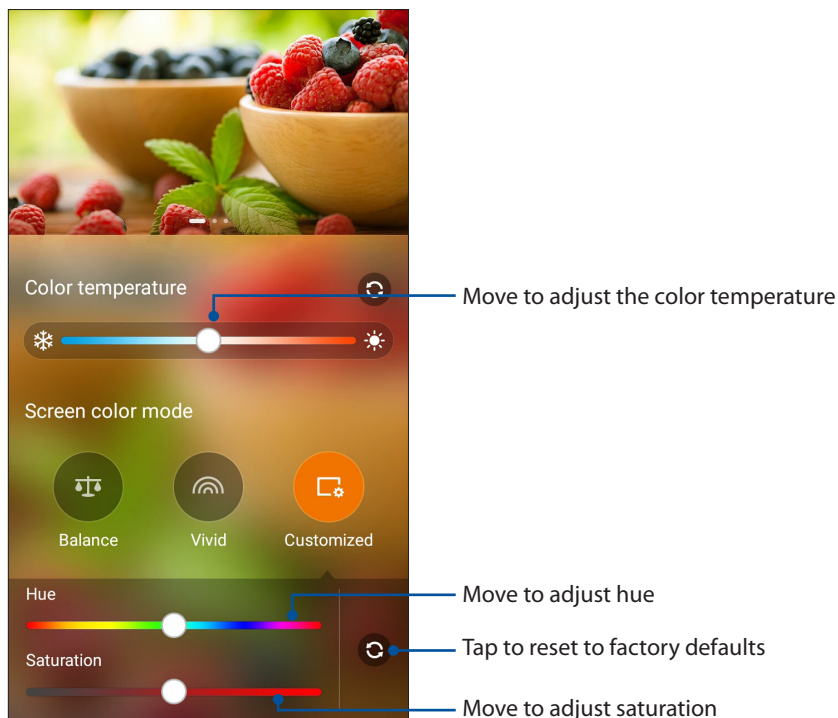 Color temperature
Move to adjust the color temperature
Screen color mode
Balance Vivid Customized
Hue
Move to adjust hue
Tap to reset to factory defaults
Saturation
Move to adjust saturation